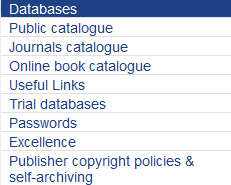 Databases
Public catalogue
Journals catalogue
Online book catalogue
Useful Links
Trial databases
Passwords
Excellence
Publisher copyright policies &
self-archiving